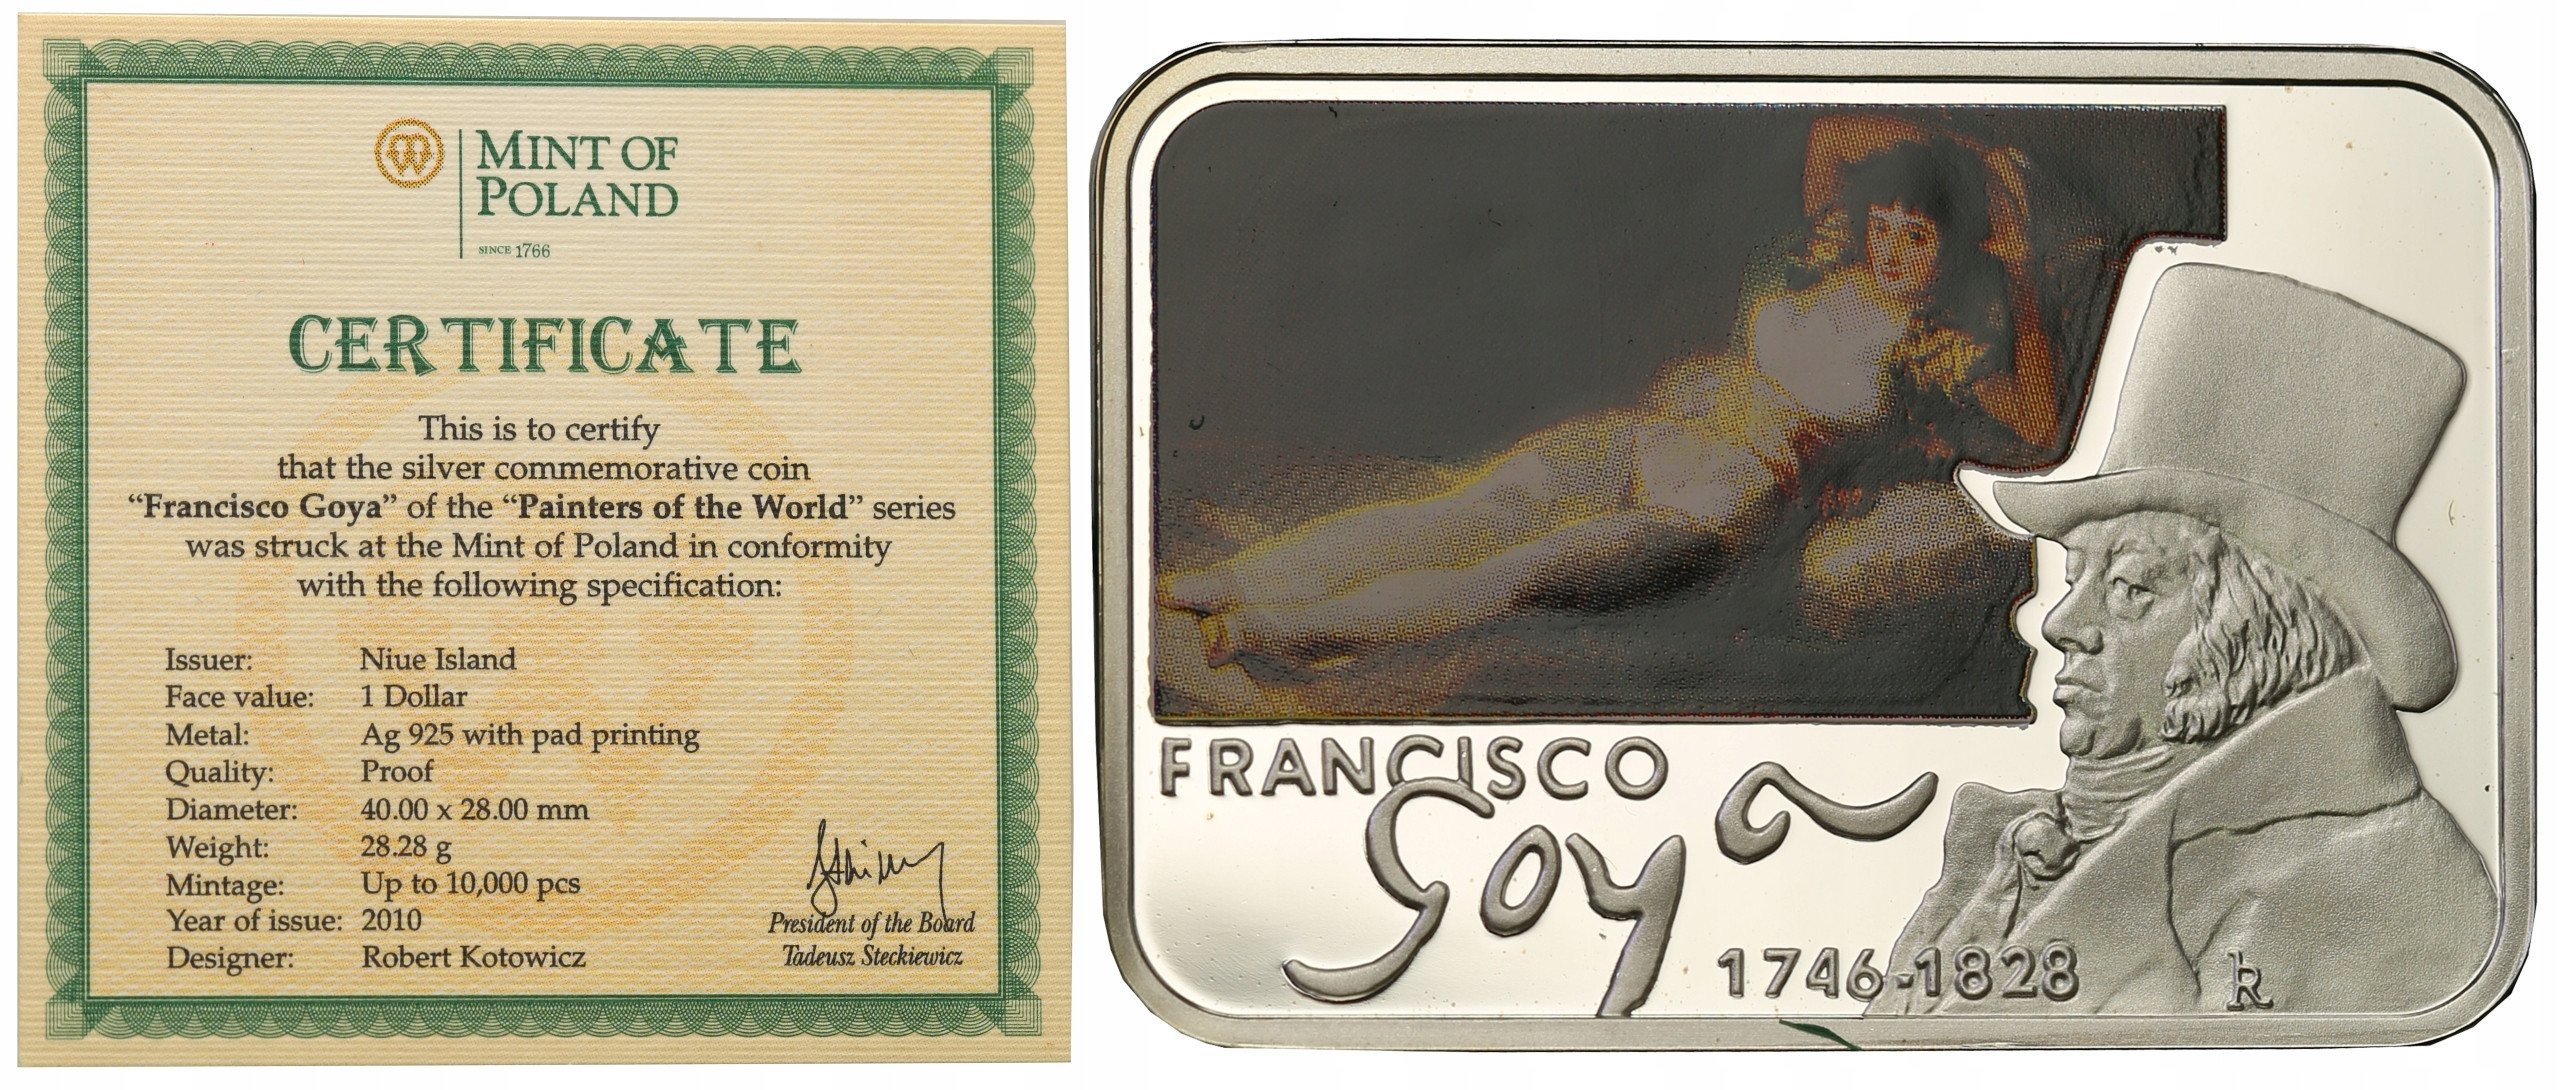 MINT OF
POLAND
SINCE 1766
CERTIFICATE
This is to certify
that the silver commemorative coin
“Francisco Goya” of the “Painters of the World” series
was struck at the Mint of Poland in conformity
with the following specification:
Issuer: Niue Island
Face value: 1 Dollar
Metal: Ag 925 with pad printing
Quality: Proof
Diameter: 40.00 x 28.00 mm
Weight: 28.28 g
Mintage: Up to 10,000 pcs
Year of issue: 2010
Designer: Robert Kotowicz
President of the Board
Tadeusz Steckiewicz
FRANCISCO
Goya
1746-1828